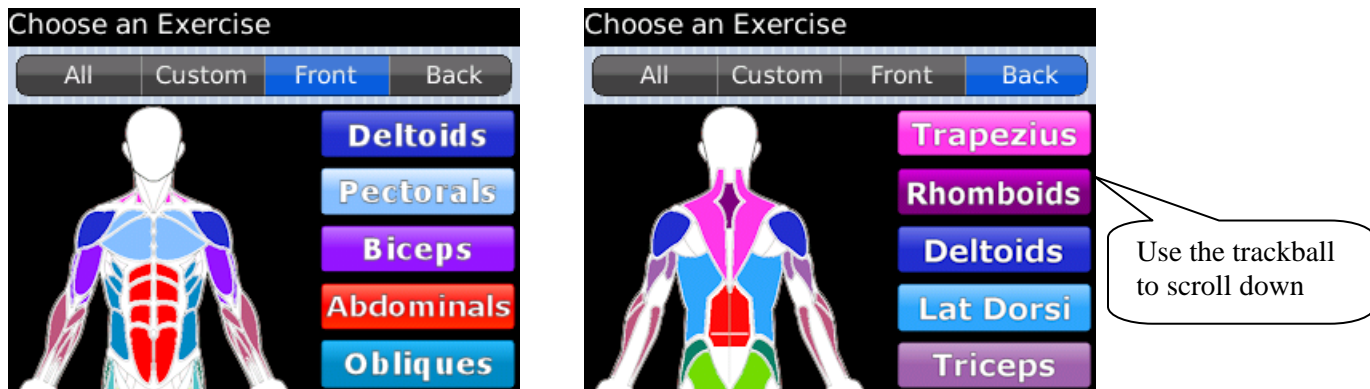 Choose an Exercise
All Custom Front Back
Deltoids
Pectorals
Biceps
Abdominals
Obliques
Choose an Exercise
All Custom Front Back
Trapezius
Rhomboids
Deltoids
Lat Dorsi
Triceps
Use the trackball
to scroll down